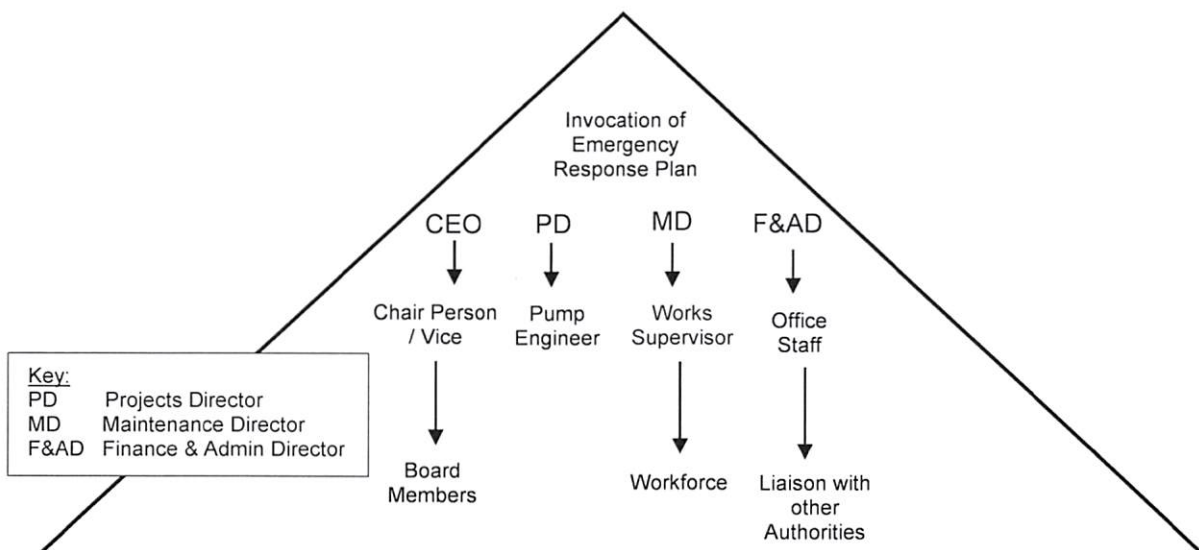 Invocation of
Emergency
Response Plan
CEO PD MD F&AD
Chair Person
/ Vice
Pump
Engineer
Works
Supervisor
Office
Staff
Key:
PD Projects Director
MD Maintenance Director
F&AD Finance & Admin Director
Board
Members
Workforce
Liaison with
other
Authorities